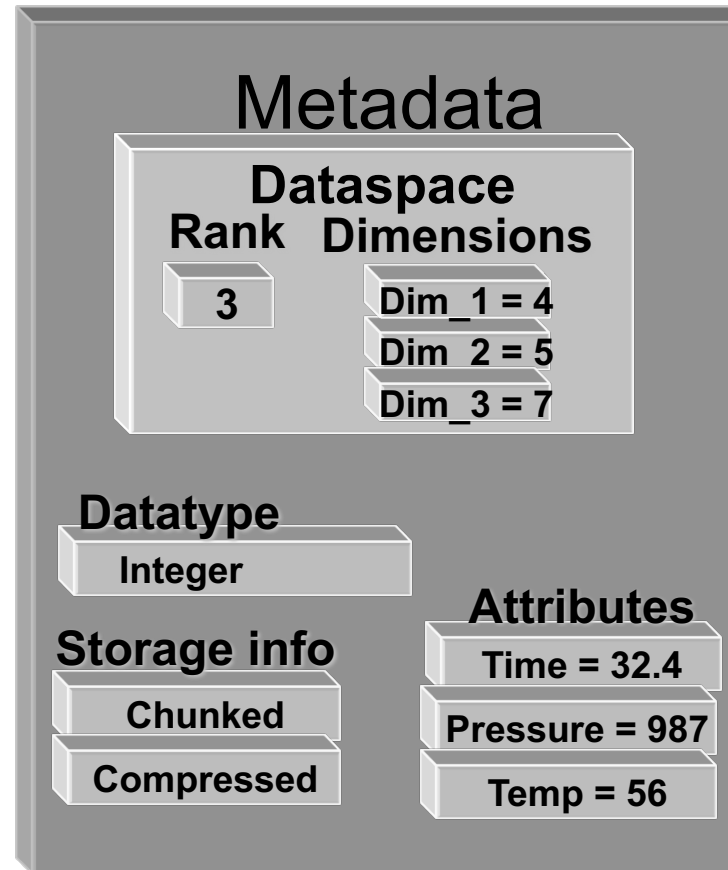 Metadata
Dataspace
Rank Dimensions
3
Dim_1 = 4
Dim_2 = 5
Dim_3 = 7
Datatype
Integer
Storage info
Chunked
Compressed
Attributes
Time = 32.4
Pressure = 987
Temp = 56